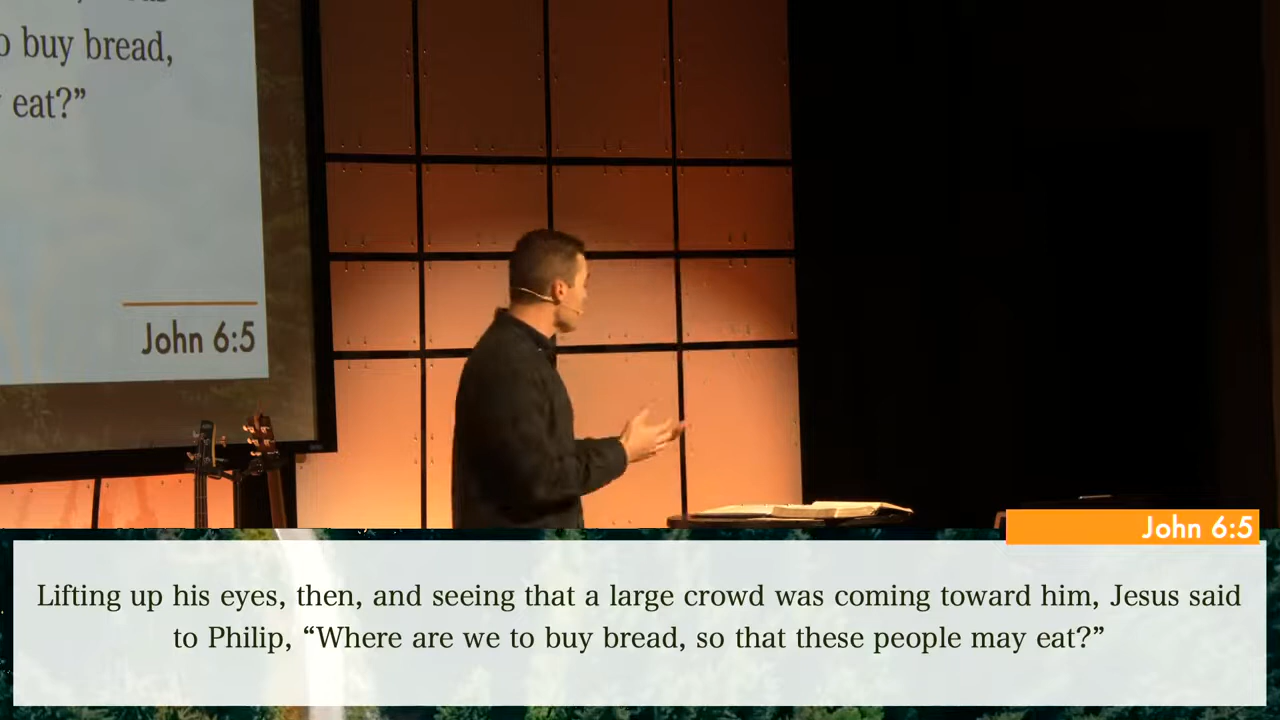 to buy bread,
eat?”
John 6:5
John 6:5
Lifting up his eyes, then, and seeing that a large crowd was coming toward him, Jesus said
to Philip, “Where are we to buy bread, so that these people may eat?”